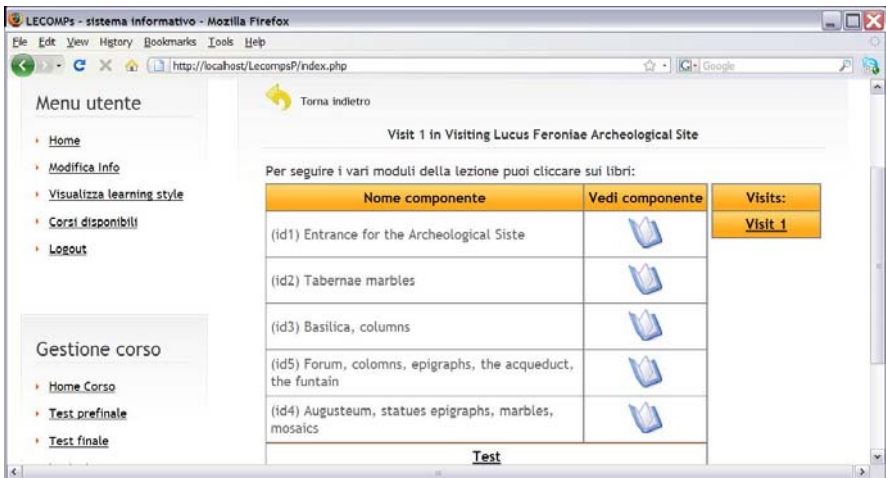 LECOMPs - sistema informativo - Mozilla Firefox
File Edit View History Bookmarks Tools Help
http://localhost/LecompsP/index.php
G Google
Menu utente
Home
Modifica Info
Visualizza learning style
Corsi disponibili
Logout
Gestione corso
Home Corso
Test prefinale
Test finale
Torna indietro
Visit 1 in Visiting Lucus Feroniae Archeological Site
Per seguire i vari moduli della lezione puoi cliccare sui libri:
Nome componente Vedi componente
(id1) Entrance for the Archeological Siste
(id2) Tabernae marbles
(id3) Basilica, columns
(id5) Forum, colomns, epigraphs, the acqueduct,
the funtain
(id4) Augusteum, statues epigraphs, marbles,
mosaics
Test
Visits:
Visit 1